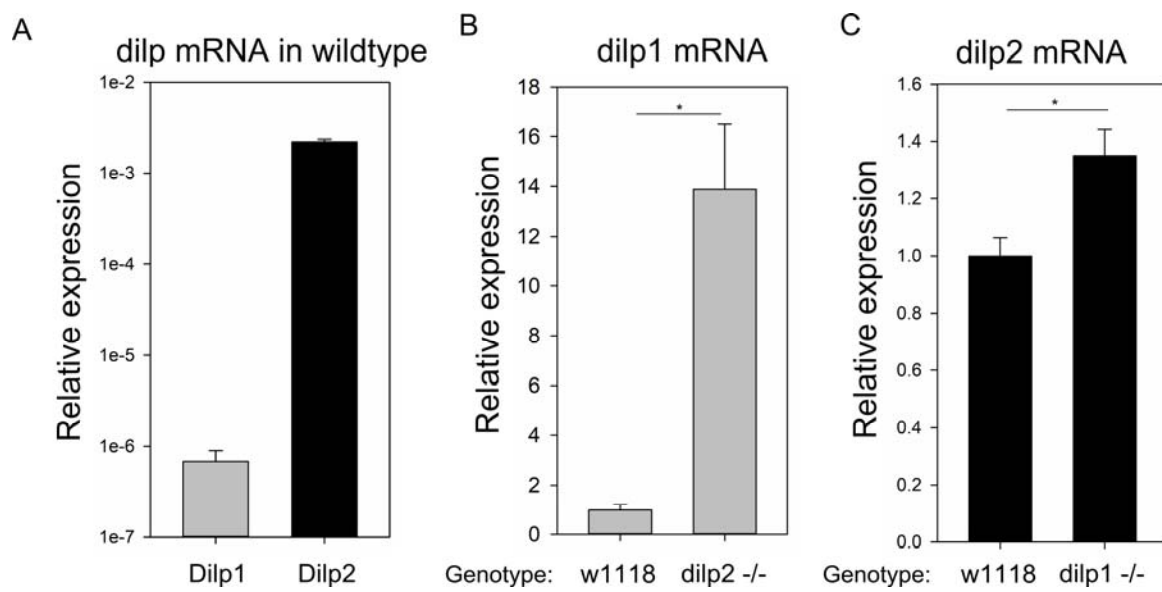 A
dilp mRNA in wildtype
Relative expression
1e-2
1e-3
1e-4
1e-5
1e-6
1e-7
Dilp1 Dilp2
B
dilp1 mRNA
Relative expression
18
16
14
12
10
8
6
4
2
0
*
Genotype: w1118 dilp2 -/-
C
dilp2 mRNA
Relative expression
1.6
1.4
1.2
1.0
0.8
0.6
0.4
0.2
0.0
*
Genotype: w1118 dilp1 -/-